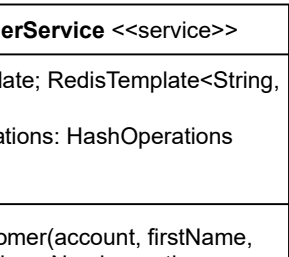 erService <<service>>
late; RedisTemplate<String,
ations: HashOperations
omer(account, firstName,